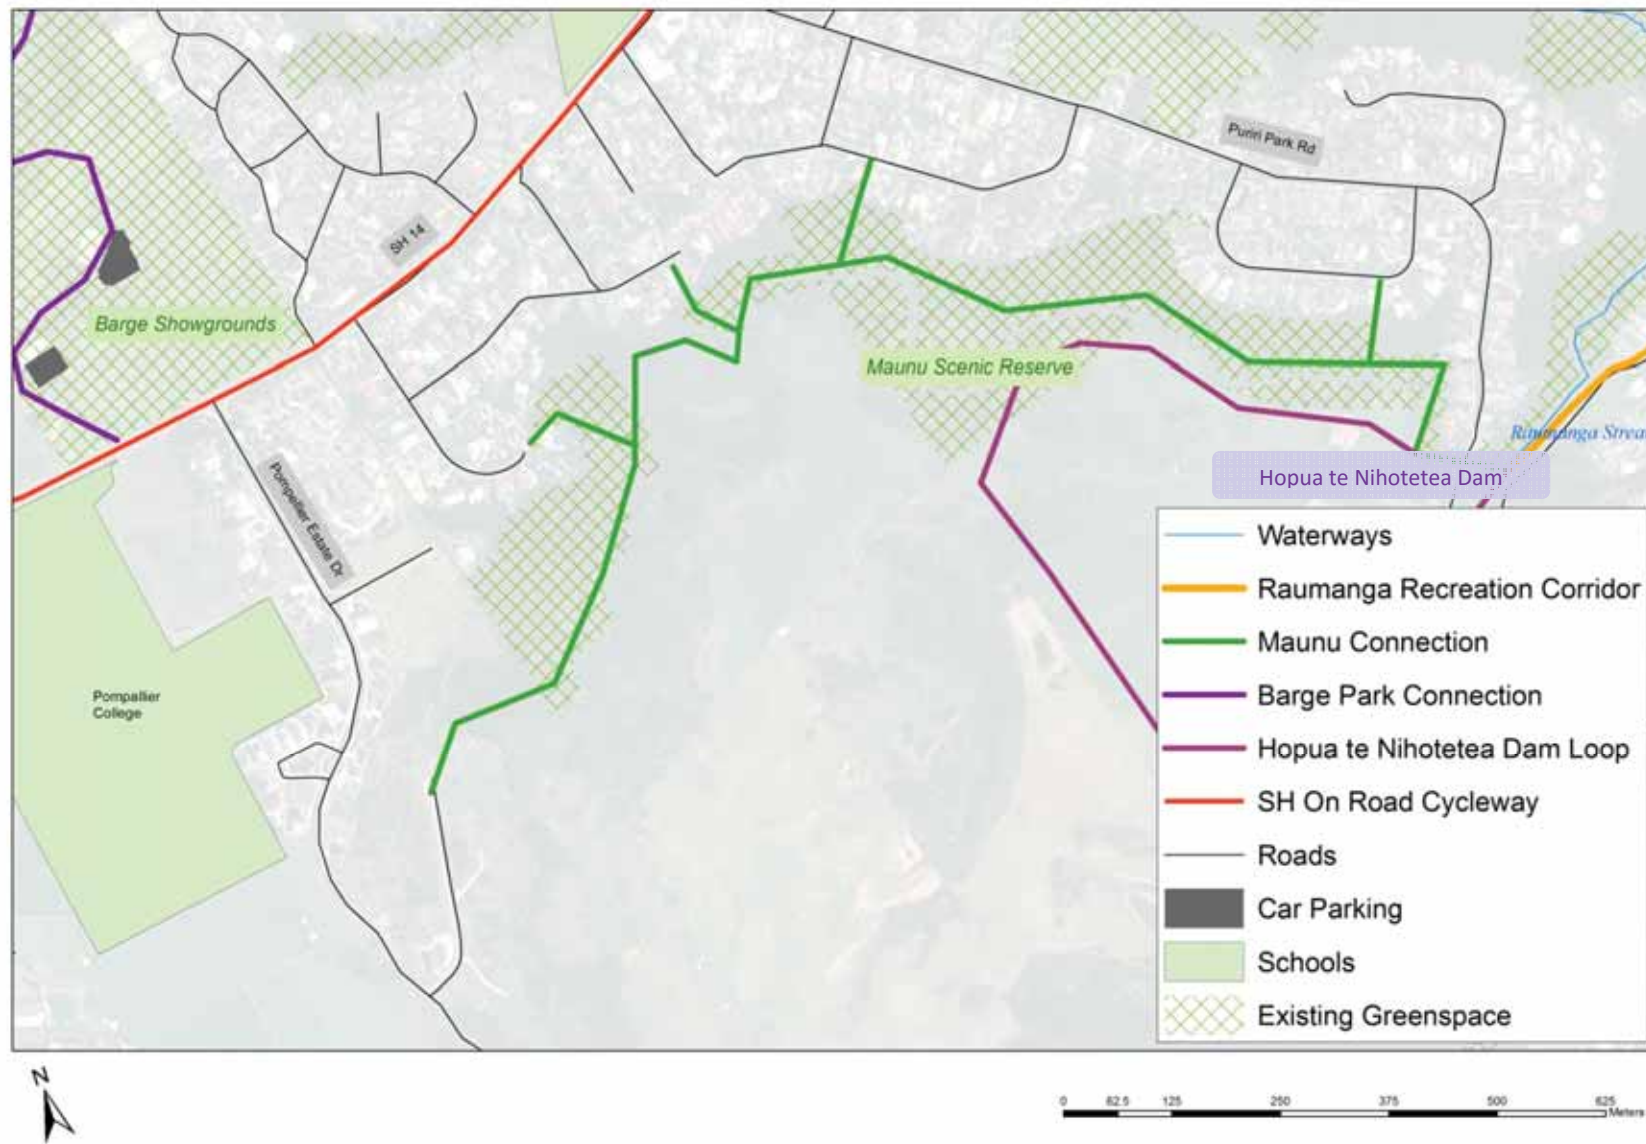 Puriri Park Rd
SH 14
Barge Showgrounds
Maunu Scenic Reserve
Raumanga Strea
Hopua te Nihotetea Dam
Pompallier Estate Dr
Pompallier
College
Waterways
Raumanga Recreation Corridor
Maunu Connection
Barge Park Connection
Hopua te Nihotetea Dam Loop
SH On Road Cycleway
Roads
Car Parking
Schools
Existing Greenspace
N
0 62.5 125 250 375 500 625
Meters